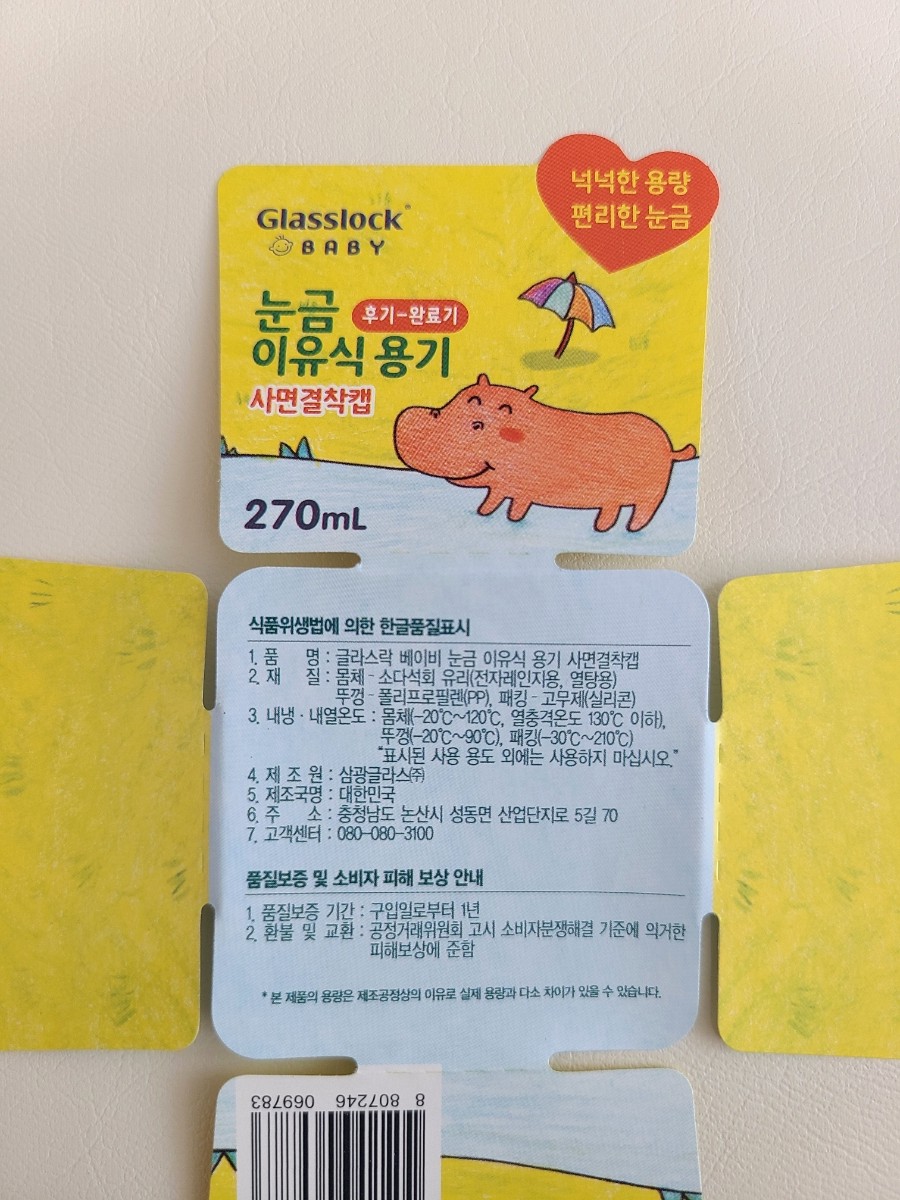 넉넉한 용량
편리한 눈금
Glasslock
BABY
눈금 후기-완료기
이유식 용기
사면결착캡
270mL
식품위생법에 의한 한글품질표시
1. 품 명 : 글라스락 베이비 눈금 이유식 용기 사면결착캡
2. 재 질 : 몸체 - 소다석회 유리(전자레인지용, 열탕용)
뚜껑 - 폴리프로필렌(PP), 패킹 - 고무제(실리콘)
3. 내냉 · 내열온도 : 몸체(-20℃~120℃, 열충격온도 130℃ 이하),
뚜껑(-20℃~90℃), 패킹(-30℃~210℃)
"표시된 사용 용도 외에는 사용하지 마십시오."
4. 제 조 원 : 삼광글라스㈜
5. 제조국명 : 대한민국
6. 주 소 : 충청남도 논산시 성동면 산업단지로 5길 70
7. 고객센터 : 080-080-3100
품질보증 및 소비자 피해 보상 안내
1. 품질보증 기간 : 구입일로부터 1년
2. 환불 및 교환 : 공정거래위원회 고시 소비자분쟁해결 기준에 의거한
피해보상에 준함
* 본 제품의 용량은 제조공정상의 이유로 실제 용량과 다소 차이가 있을 수 있습니다.
8 807246 069783